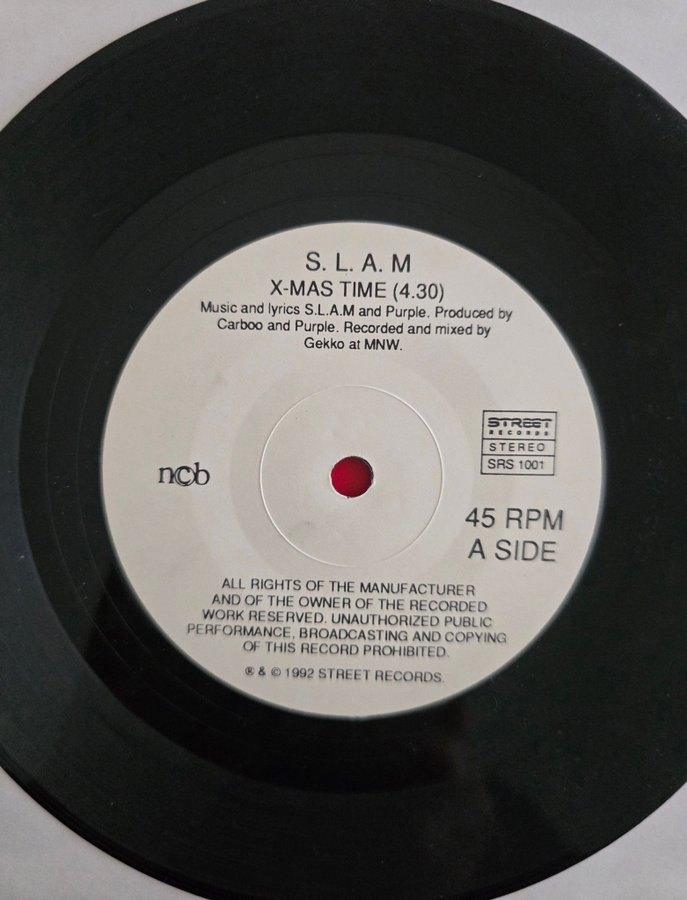 S. L. A. M
X-MAS TIME (4.30)
Music and lyrics S.L.A.M and Purple. Produced by
Carboo and Purple. Recorded and mixed by
Gekko at MNW.
STREET
RECORDS
STEREO
SRS 1001
ncb
45 RPM
A SIDE
ALL RIGHTS OF THE MANUFACTURER
AND OF THE OWNER OF THE RECORDED
WORK RESERVED. UNAUTHORIZED PUBLIC
PERFORMANCE, BROADCASTING AND COPYING
OF THIS RECORD PROHIBITED.
® & © 1992 STREET RECORDS.